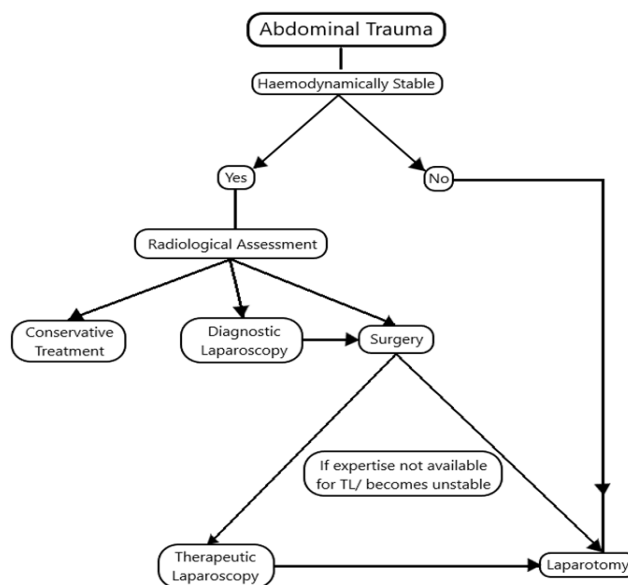 Abdominal Trauma
Haemodynamically Stable
Yes
No
Radiological Assessment
Conservative
Treatment
Diagnostic
Laparoscopy
Surgery
If expertise not available
for TL/ becomes unstable
Therapeutic
Laparoscopy
Laparotomy